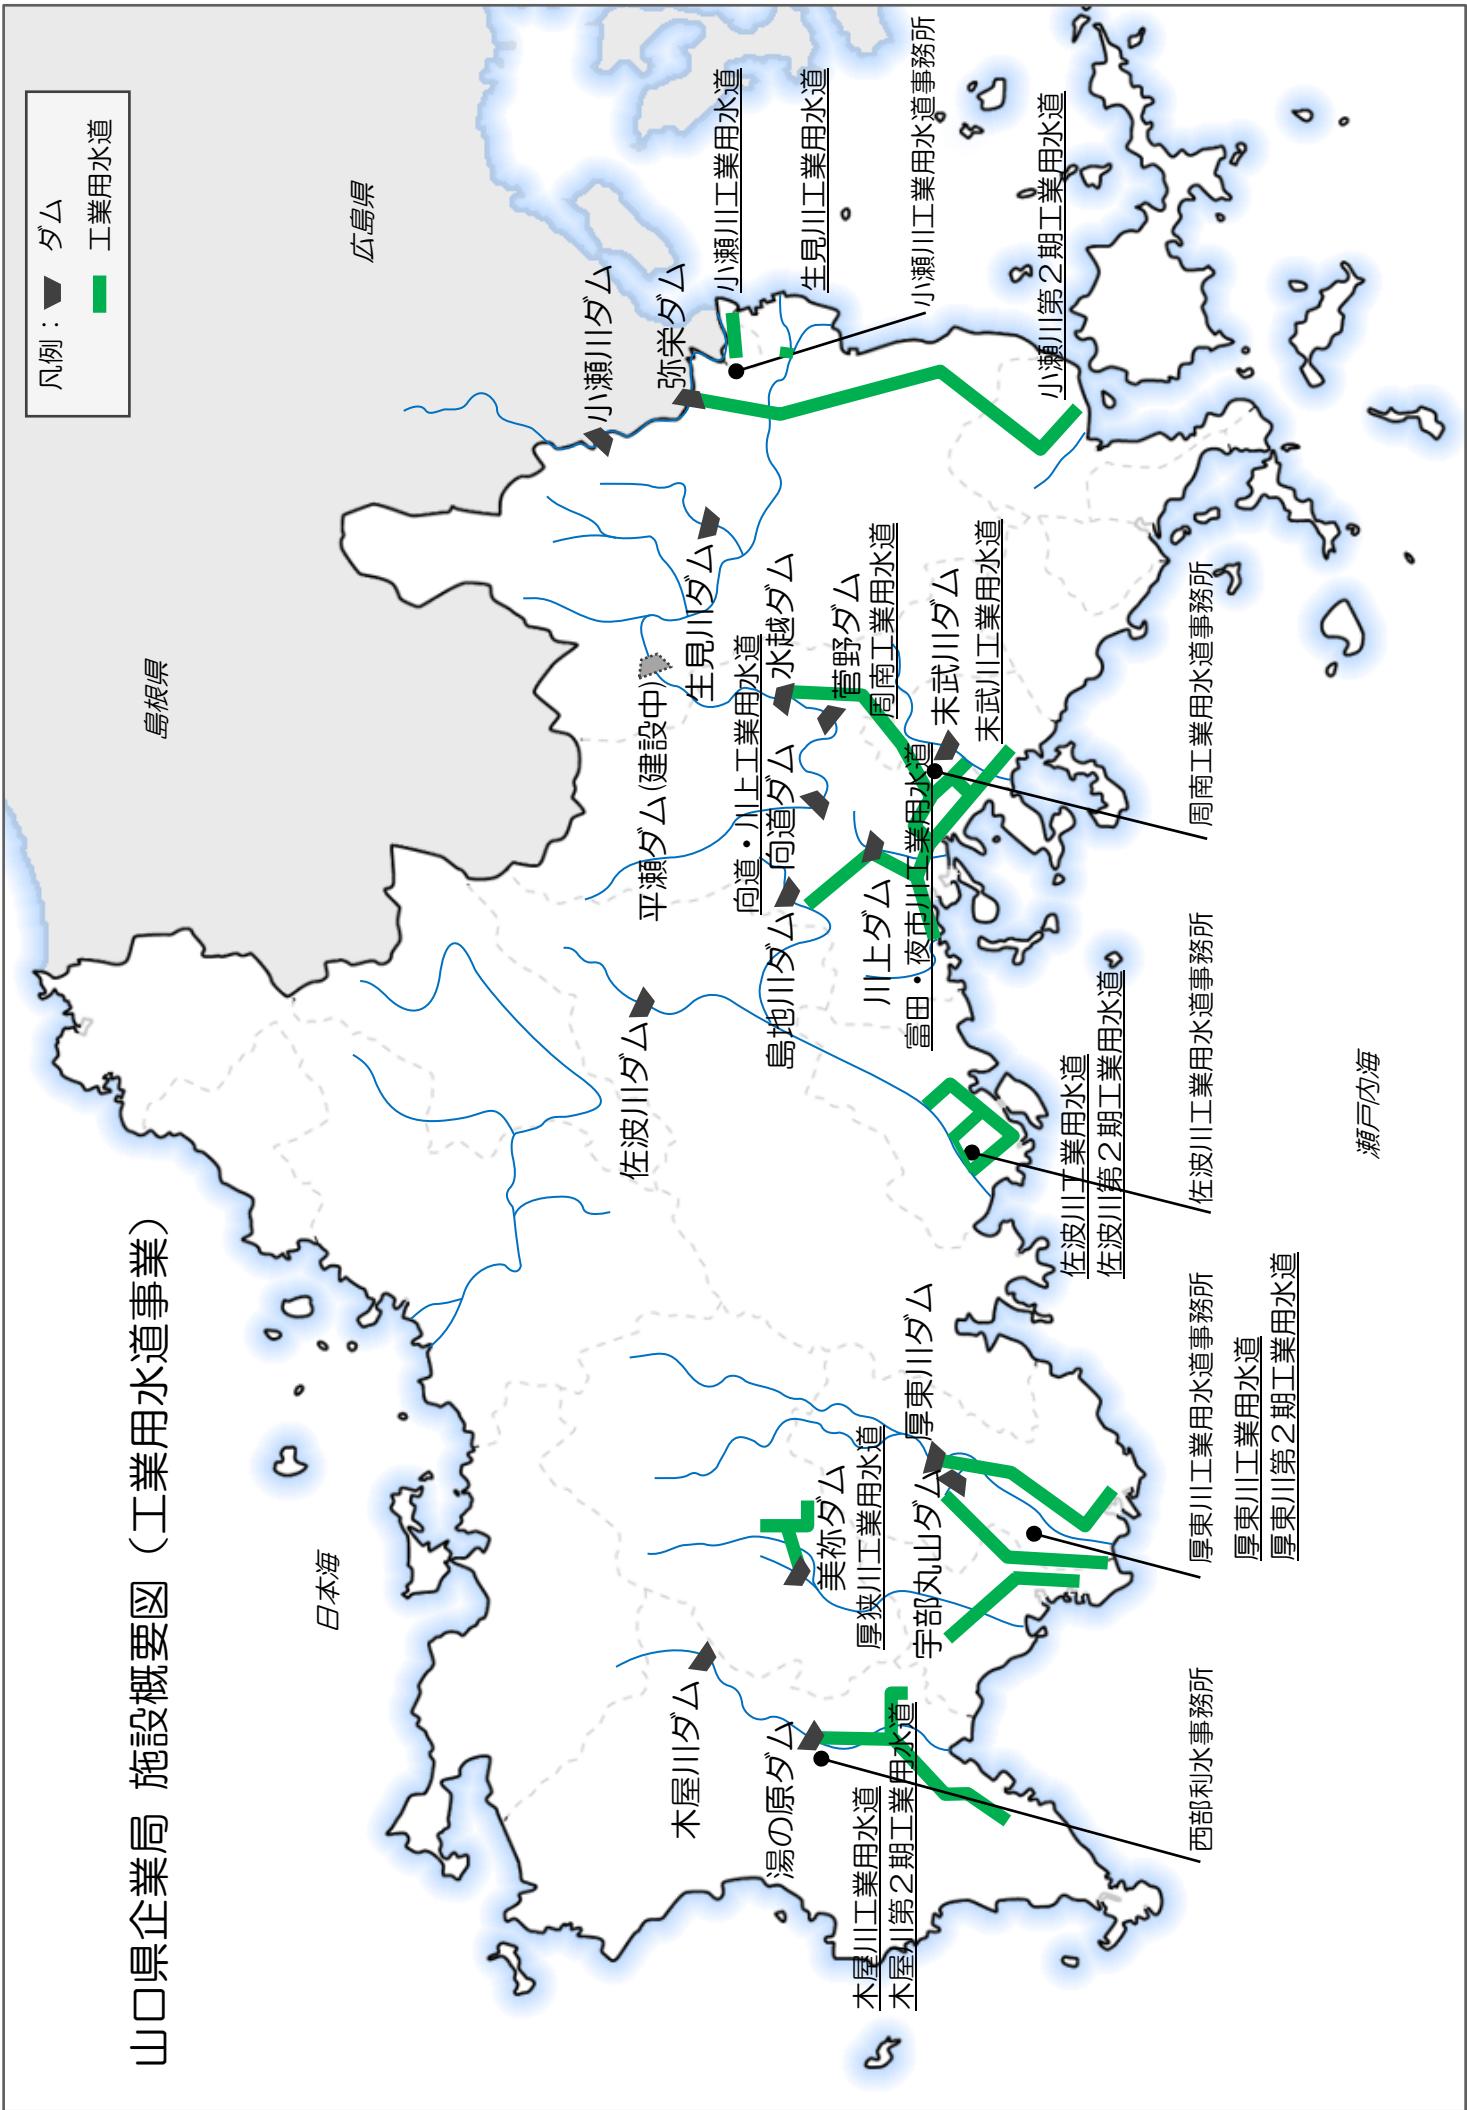 山口県企業局 施設概要図（工業用水道事業）
凡例：
ダム
工業用水道
島根県
広島県
日本海
瀬戸内海
小瀬川ダム
弥栄ダム
小瀬川工業用水道
生見川工業用水道
小瀬川工業用水道事務所
小瀬川第２期工業用水道
平瀬ダム(建設中)
生見川ダム
向道・川上工業用水道
水越ダム
向道ダム
菅野ダム
周南工業用水道
末武川ダム
末武川工業用水道
島地川ダム
川上ダム
富田・夜市川工業用水道
周南工業用水道事務所
佐波川ダム
佐波川工業用水道
佐波川第２期工業用水道
佐波川工業用水道事務所
厚東川ダム
美祢ダム
厚狭川工業用水道
宇部丸山ダム
厚東川工業用水道事務所
厚東川工業用水道
厚東川第２期工業用水道
木屋川ダム
湯の原ダム
木屋川工業用水道
木屋川第２期工業用水道
西部利水事務所